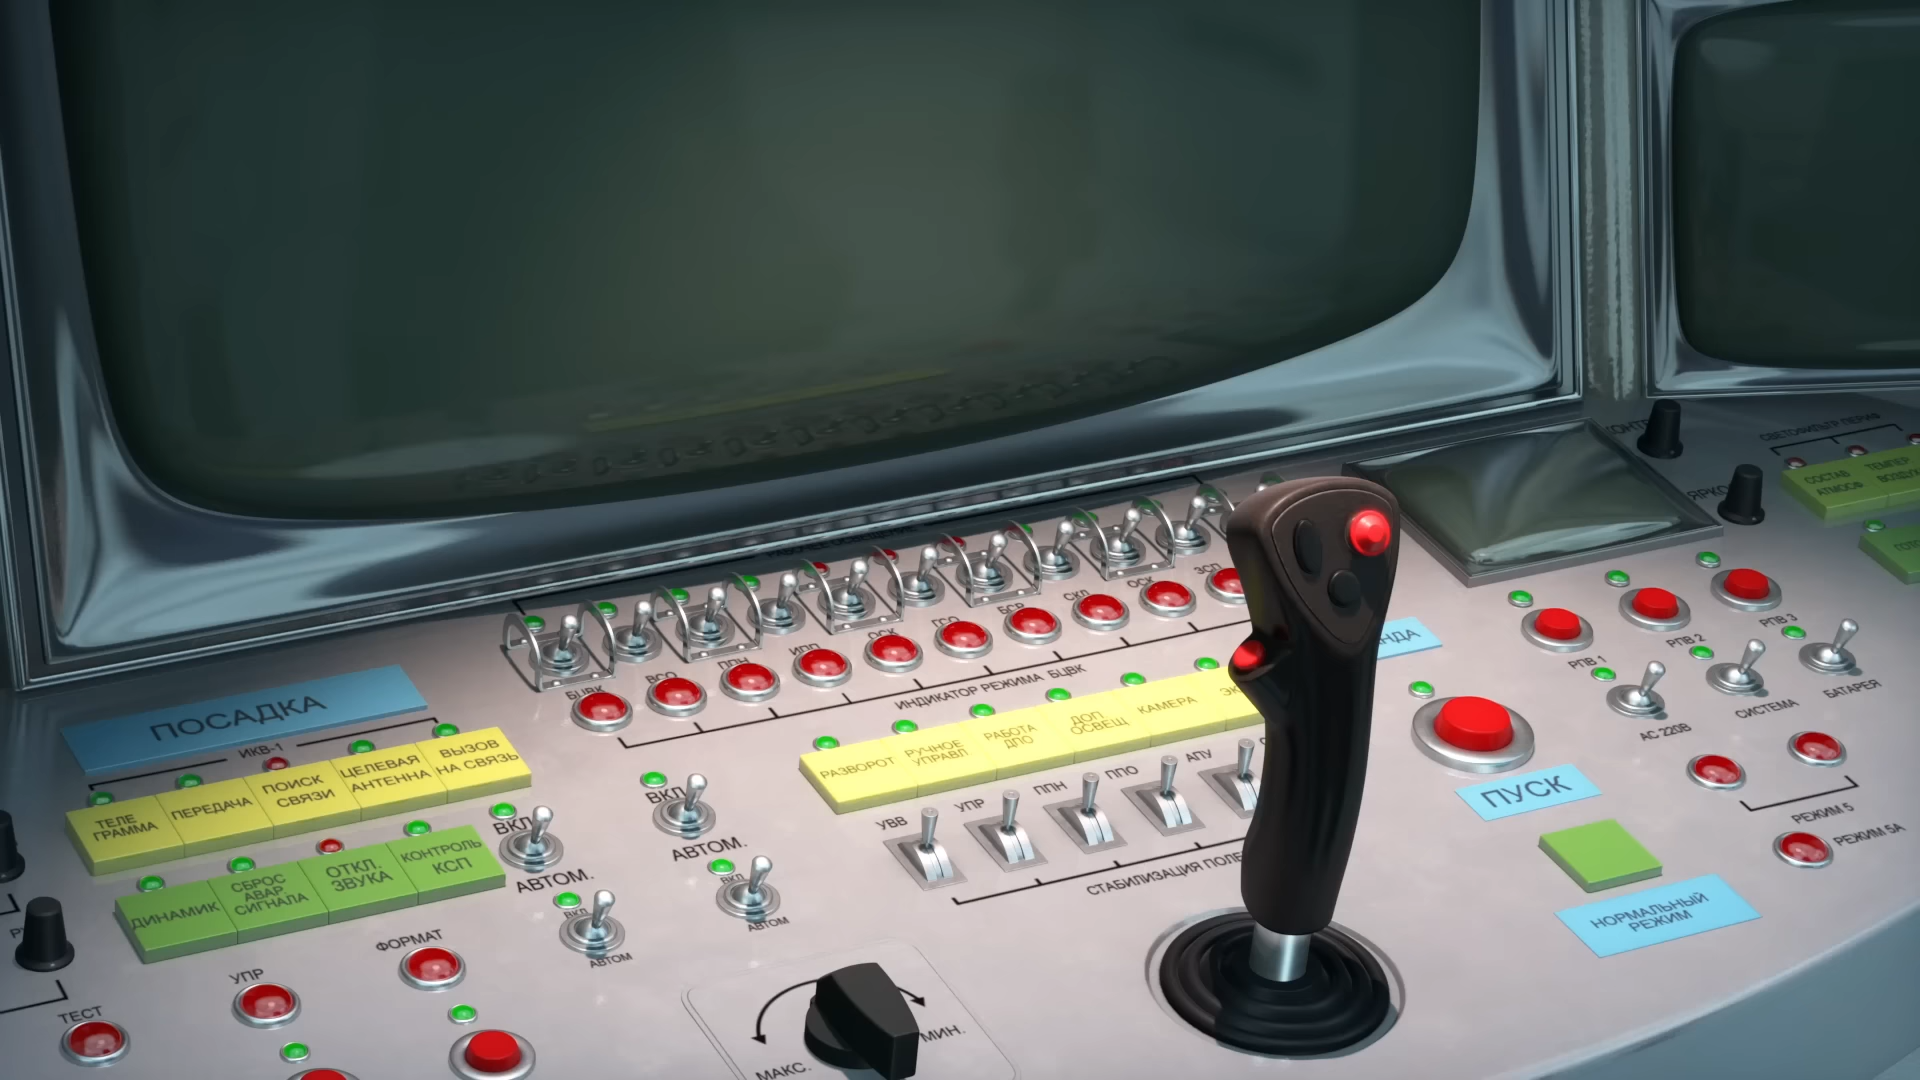 ПОСАДКА
ИКВ-1
ТЕЛЕ
ГРАММА
ПЕРЕДАЧА
ПОИСК
СВЯЗИ
ЦЕЛЕВАЯ
АНТЕННА
ВЫЗОВ
НА СВЯЗЬ
ДИНАМИК
СБРОС
АВАР.
СИГНАЛА
ОТКЛ.
ЗВУКА
КОНТРОЛЬ
КСП
ВКЛ
АВТОМ.
ВКЛ
АВТОМ
ВКЛ
АВТОМ.
ВКЛ
АВТОМ
ТЕСТ
УПР
ФОРМАТ
МАКС.
МИН.
БЦВК
ВСО
ППН
ИПП
ОСК
ГСО
БСР
СКЛ
ОСК
ЗСП
ИНДИКАТОР РЕЖИМА БЦВК
РАЗВОРОТ
РУЧНОЕ
УПРАВЛ
РАБОТА
ДПО
ДОП
ОСВЕЩ
КАМЕРА
УВВ
УПР
ППН
ППО
АПУ
СТАБИЛИЗАЦИЯ
СВЕТОФИЛЬТР
СОСТАВ
АТМОСФ
ТЕМПЕР
РПВ 1
РПВ 2
РПВ 3
АС 220В
СИСТЕМА
БАТАРЕЯ
ПУСК
РЕЖИМ 5
РЕЖИМ 5А
НОРМАЛЬНЫЙ
РЕЖИМ